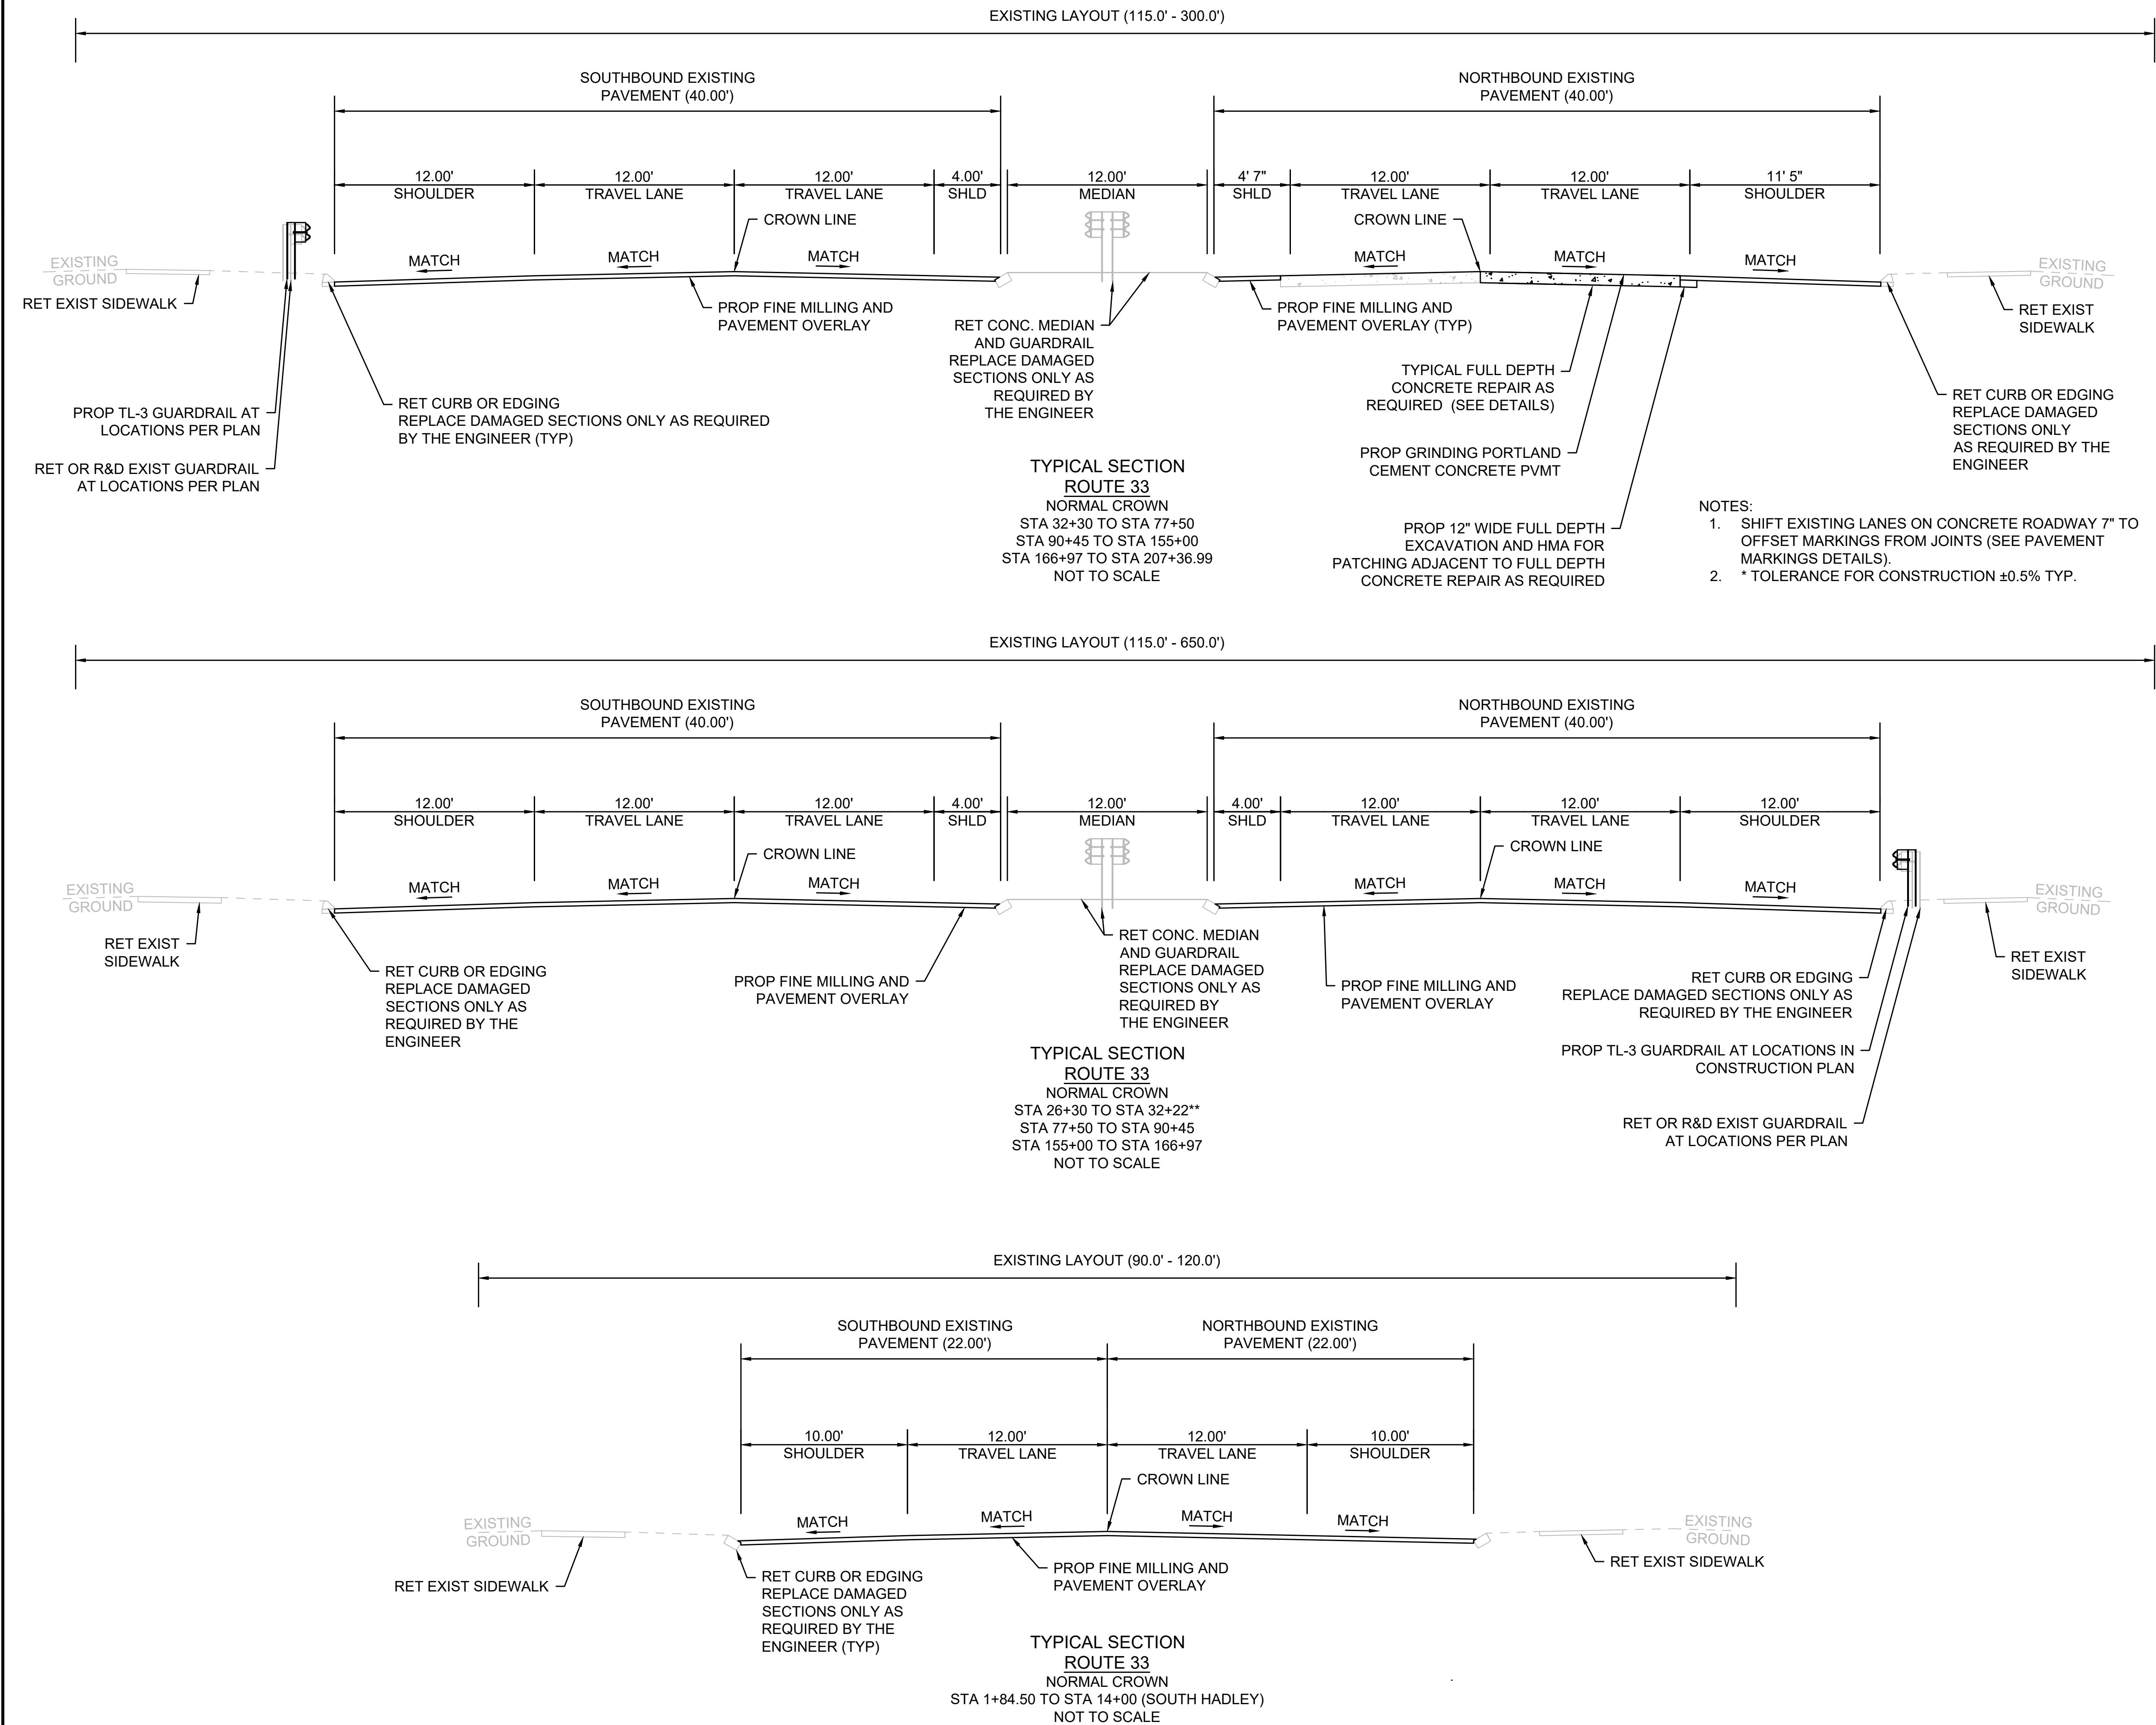 EXISTING LAYOUT (115.0' - 300.0')
SOUTHBOUND EXISTING
PAVEMENT (40.00')
NORTHBOUND EXISTING
PAVEMENT (40.00')
12.00'
SHOULDER
12.00'
TRAVEL LANE
12.00'
TRAVEL LANE
4.00'
SHLD
12.00'
MEDIAN
4' 7"
SHLD
12.00'
TRAVEL LANE
12.00'
TRAVEL LANE
11' 5"
SHOULDER
CROWN LINE
CROWN LINE
MATCH
MATCH
MATCH
MATCH
MATCH
MATCH
EXISTING
GROUND
EXISTING
GROUND
RET EXIST SIDEWALK
PROP FINE MILLING AND
PAVEMENT OVERLAY
RET CONC. MEDIAN
AND GUARDRAIL
REPLACE DAMAGED
SECTIONS ONLY AS
REQUIRED BY
THE ENGINEER
PROP FINE MILLING AND
PAVEMENT OVERLAY (TYP)
RET EXIST
SIDEWALK
TYPICAL FULL DEPTH
CONCRETE REPAIR AS
REQUIRED (SEE DETAILS)
PROP TL-3 GUARDRAIL AT
LOCATIONS PER PLAN
RET CURB OR EDGING
REPLACE DAMAGED SECTIONS ONLY AS REQUIRED
BY THE ENGINEER (TYP)
RET CURB OR EDGING
REPLACE DAMAGED
SECTIONS ONLY
AS REQUIRED BY THE
ENGINEER
RET OR R&D EXIST GUARDRAIL
AT LOCATIONS PER PLAN
PROP GRINDING PORTLAND
CEMENT CONCRETE PVMT
TYPICAL SECTION
ROUTE 33
NORMAL CROWN
STA 32+30 TO STA 77+50
STA 90+45 TO STA 155+00
STA 166+97 TO STA 207+36.99
NOT TO SCALE
PROP 12" WIDE FULL DEPTH
EXCAVATION AND HMA FOR
PATCHING ADJACENT TO FULL DEPTH
CONCRETE REPAIR AS REQUIRED
NOTES:
1. SHIFT EXISTING LANES ON CONCRETE ROADWAY 7" TO
OFFSET MARKINGS FROM JOINTS (SEE PAVEMENT
MARKINGS DETAILS).
2. * TOLERANCE FOR CONSTRUCTION ±0.5% TYP.
EXISTING LAYOUT (115.0' - 650.0')
SOUTHBOUND EXISTING
PAVEMENT (40.00')
NORTHBOUND EXISTING
PAVEMENT (40.00')
12.00'
SHOULDER
12.00'
TRAVEL LANE
12.00'
TRAVEL LANE
4.00'
SHLD
12.00'
MEDIAN
4.00'
SHLD
12.00'
TRAVEL LANE
12.00'
TRAVEL LANE
12.00'
SHOULDER
CROWN LINE
CROWN LINE
MATCH
MATCH
MATCH
MATCH
MATCH
MATCH
EXISTING
GROUND
EXISTING
GROUND
RET EXIST
SIDEWALK
RET CURB OR EDGING
REPLACE DAMAGED
SECTIONS ONLY AS
REQUIRED BY THE
ENGINEER
PROP FINE MILLING AND
PAVEMENT OVERLAY
RET CONC. MEDIAN
AND GUARDRAIL
REPLACE DAMAGED
SECTIONS ONLY AS
REQUIRED BY
THE ENGINEER
PROP FINE MILLING AND
PAVEMENT OVERLAY
RET CURB OR EDGING
REPLACE DAMAGED SECTIONS ONLY AS
REQUIRED BY THE ENGINEER
RET EXIST
SIDEWALK
PROP TL-3 GUARDRAIL AT LOCATIONS IN
CONSTRUCTION PLAN
RET OR R&D EXIST GUARDRAIL
AT LOCATIONS PER PLAN
TYPICAL SECTION
ROUTE 33
NORMAL CROWN
STA 26+30 TO STA 32+22**
STA 77+50 TO STA 90+45
STA 155+00 TO STA 166+97
NOT TO SCALE
EXISTING LAYOUT (90.0' - 120.0')
SOUTHBOUND EXISTING
PAVEMENT (22.00')
NORTHBOUND EXISTING
PAVEMENT (22.00')
10.00'
SHOULDER
12.00'
TRAVEL LANE
12.00'
TRAVEL LANE
10.00'
SHOULDER
CROWN LINE
MATCH
MATCH
MATCH
MATCH
EXISTING
GROUND
EXISTING
GROUND
RET EXIST SIDEWALK
RET CURB OR EDGING
REPLACE DAMAGED
SECTIONS ONLY AS
REQUIRED BY THE
ENGINEER (TYP)
PROP FINE MILLING AND
PAVEMENT OVERLAY
RET EXIST SIDEWALK
TYPICAL SECTION
ROUTE 33
NORMAL CROWN
STA 1+84.50 TO STA 14+00 (SOUTH HADLEY)
NOT TO SCALE